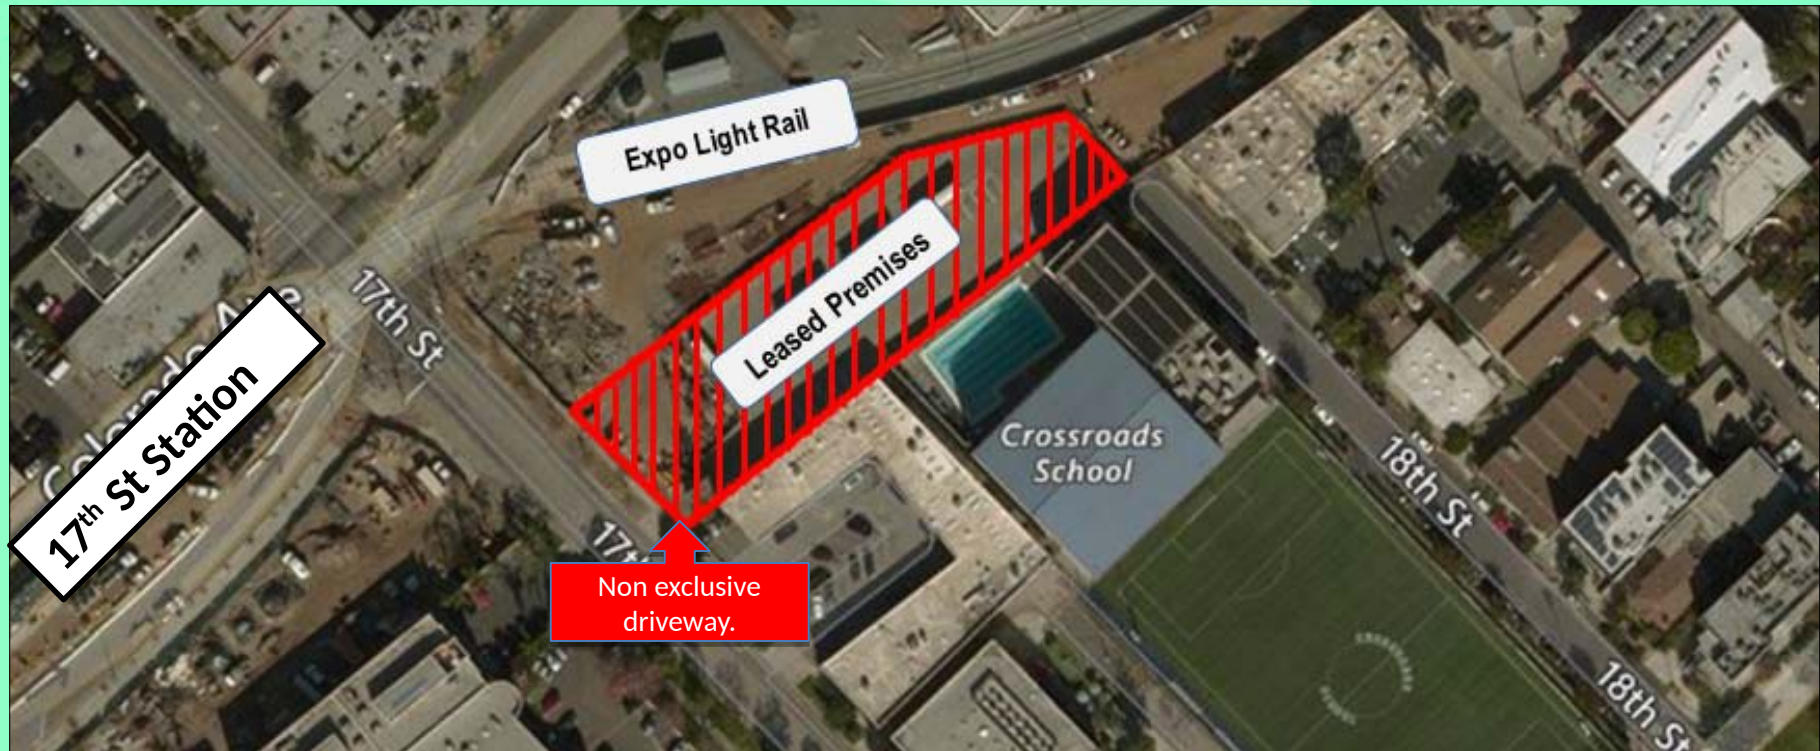 Expo Light Rail
Leased Premises
17th St
17th St Station
Crossroads
School
18th St
Non exclusive
driveway.
18th St